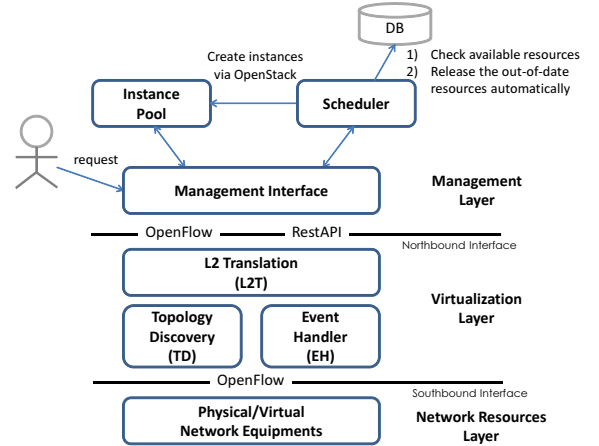 DB
Create instances
via OpenStack
1) Check available resources
2) Release the out-of-date
resources automatically
Instance
Pool
Scheduler
request
Management Interface
Management
Layer
OpenFlow
RestAPI
Northbound Interface
L2 Translation
(L2T)
Topology
Discovery
(TD)
Event
Handler
(EH)
Virtualization
Layer
OpenFlow
Southbound Interface
Physical/Virtual
Network Equipments
Network Resources
Layer